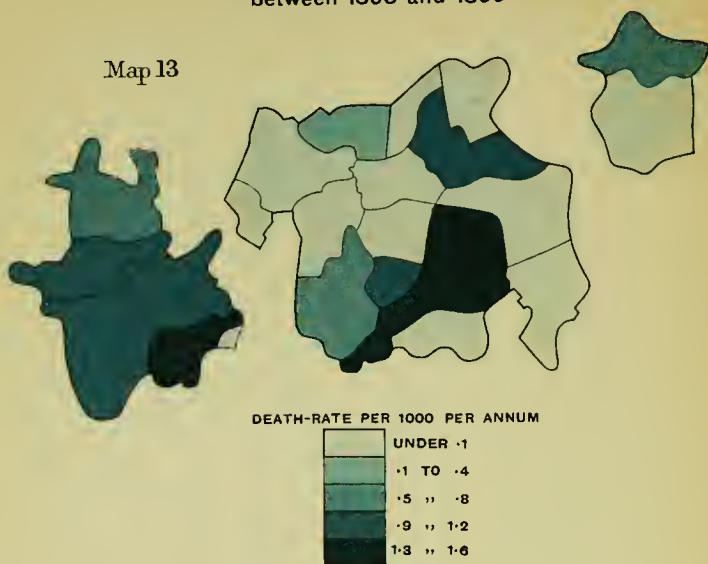 Map 13
DEATH-RATE PER 1000 PER ANNUM
UNDER ·1
·1 TO ·4
·5 ,, ·8
·9 ,, 1·2
1·3 ,, 1·6